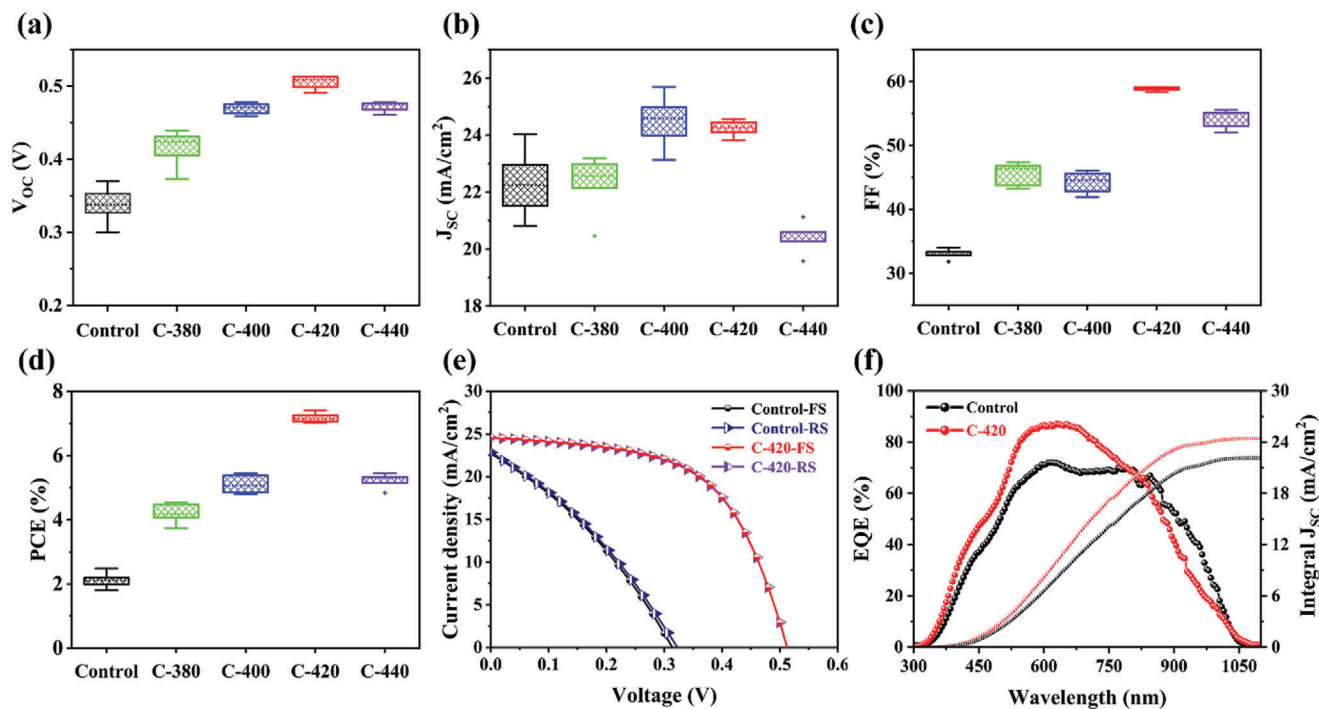 (a)
V_OC (V)
0.5
0.4
0.3
0.2
Control C-380 C-400 C-420 C-440
(b)
J_SC (mA/cm²)
26
24
22
20
18
Control C-380 C-400 C-420 C-440
(c)
FF (%)
60
50
40
30
Control C-380 C-400 C-420 C-440
(d)
PCE (%)
8
6
4
2
0
Control C-380 C-400 C-420 C-440
(e)
Current density (mA/cm²)
30
25
20
15
10
5
0
Control-FS
Control-RS
C-420-FS
C-420-RS
0.0 0.1 0.2 0.3 0.4 0.5 0.6
Voltage (V)
(f)
EQE (%)
100
80
60
40
20
0
Control
C-420
30
24
18
12
6
0
Integral J_SC (mA/cm²)
300 450 600 750 900 1050
Wavelength (nm)